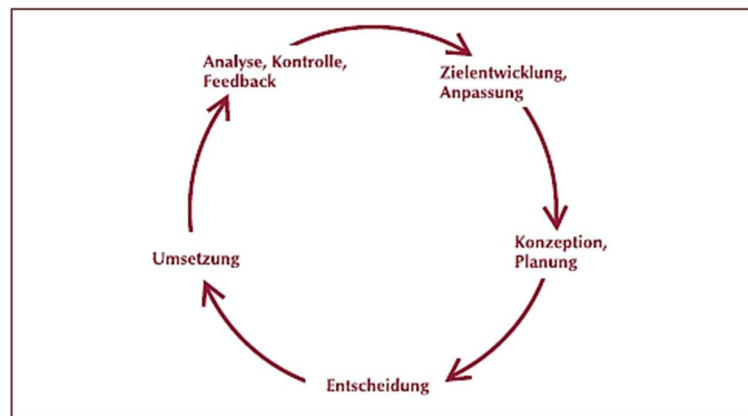 Analyse, Kontrolle,
Feedback
Zielentwicklung,
Anpassung
Konzeption,
Planung
Entscheidung
Umsetzung